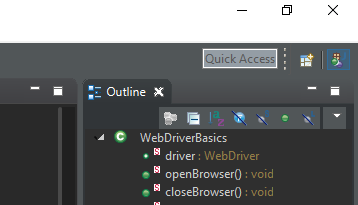 Quick Access
Outline
WebDriverBasics
driver : WebDriver
openBrowser() : void
closeBrowser() : void